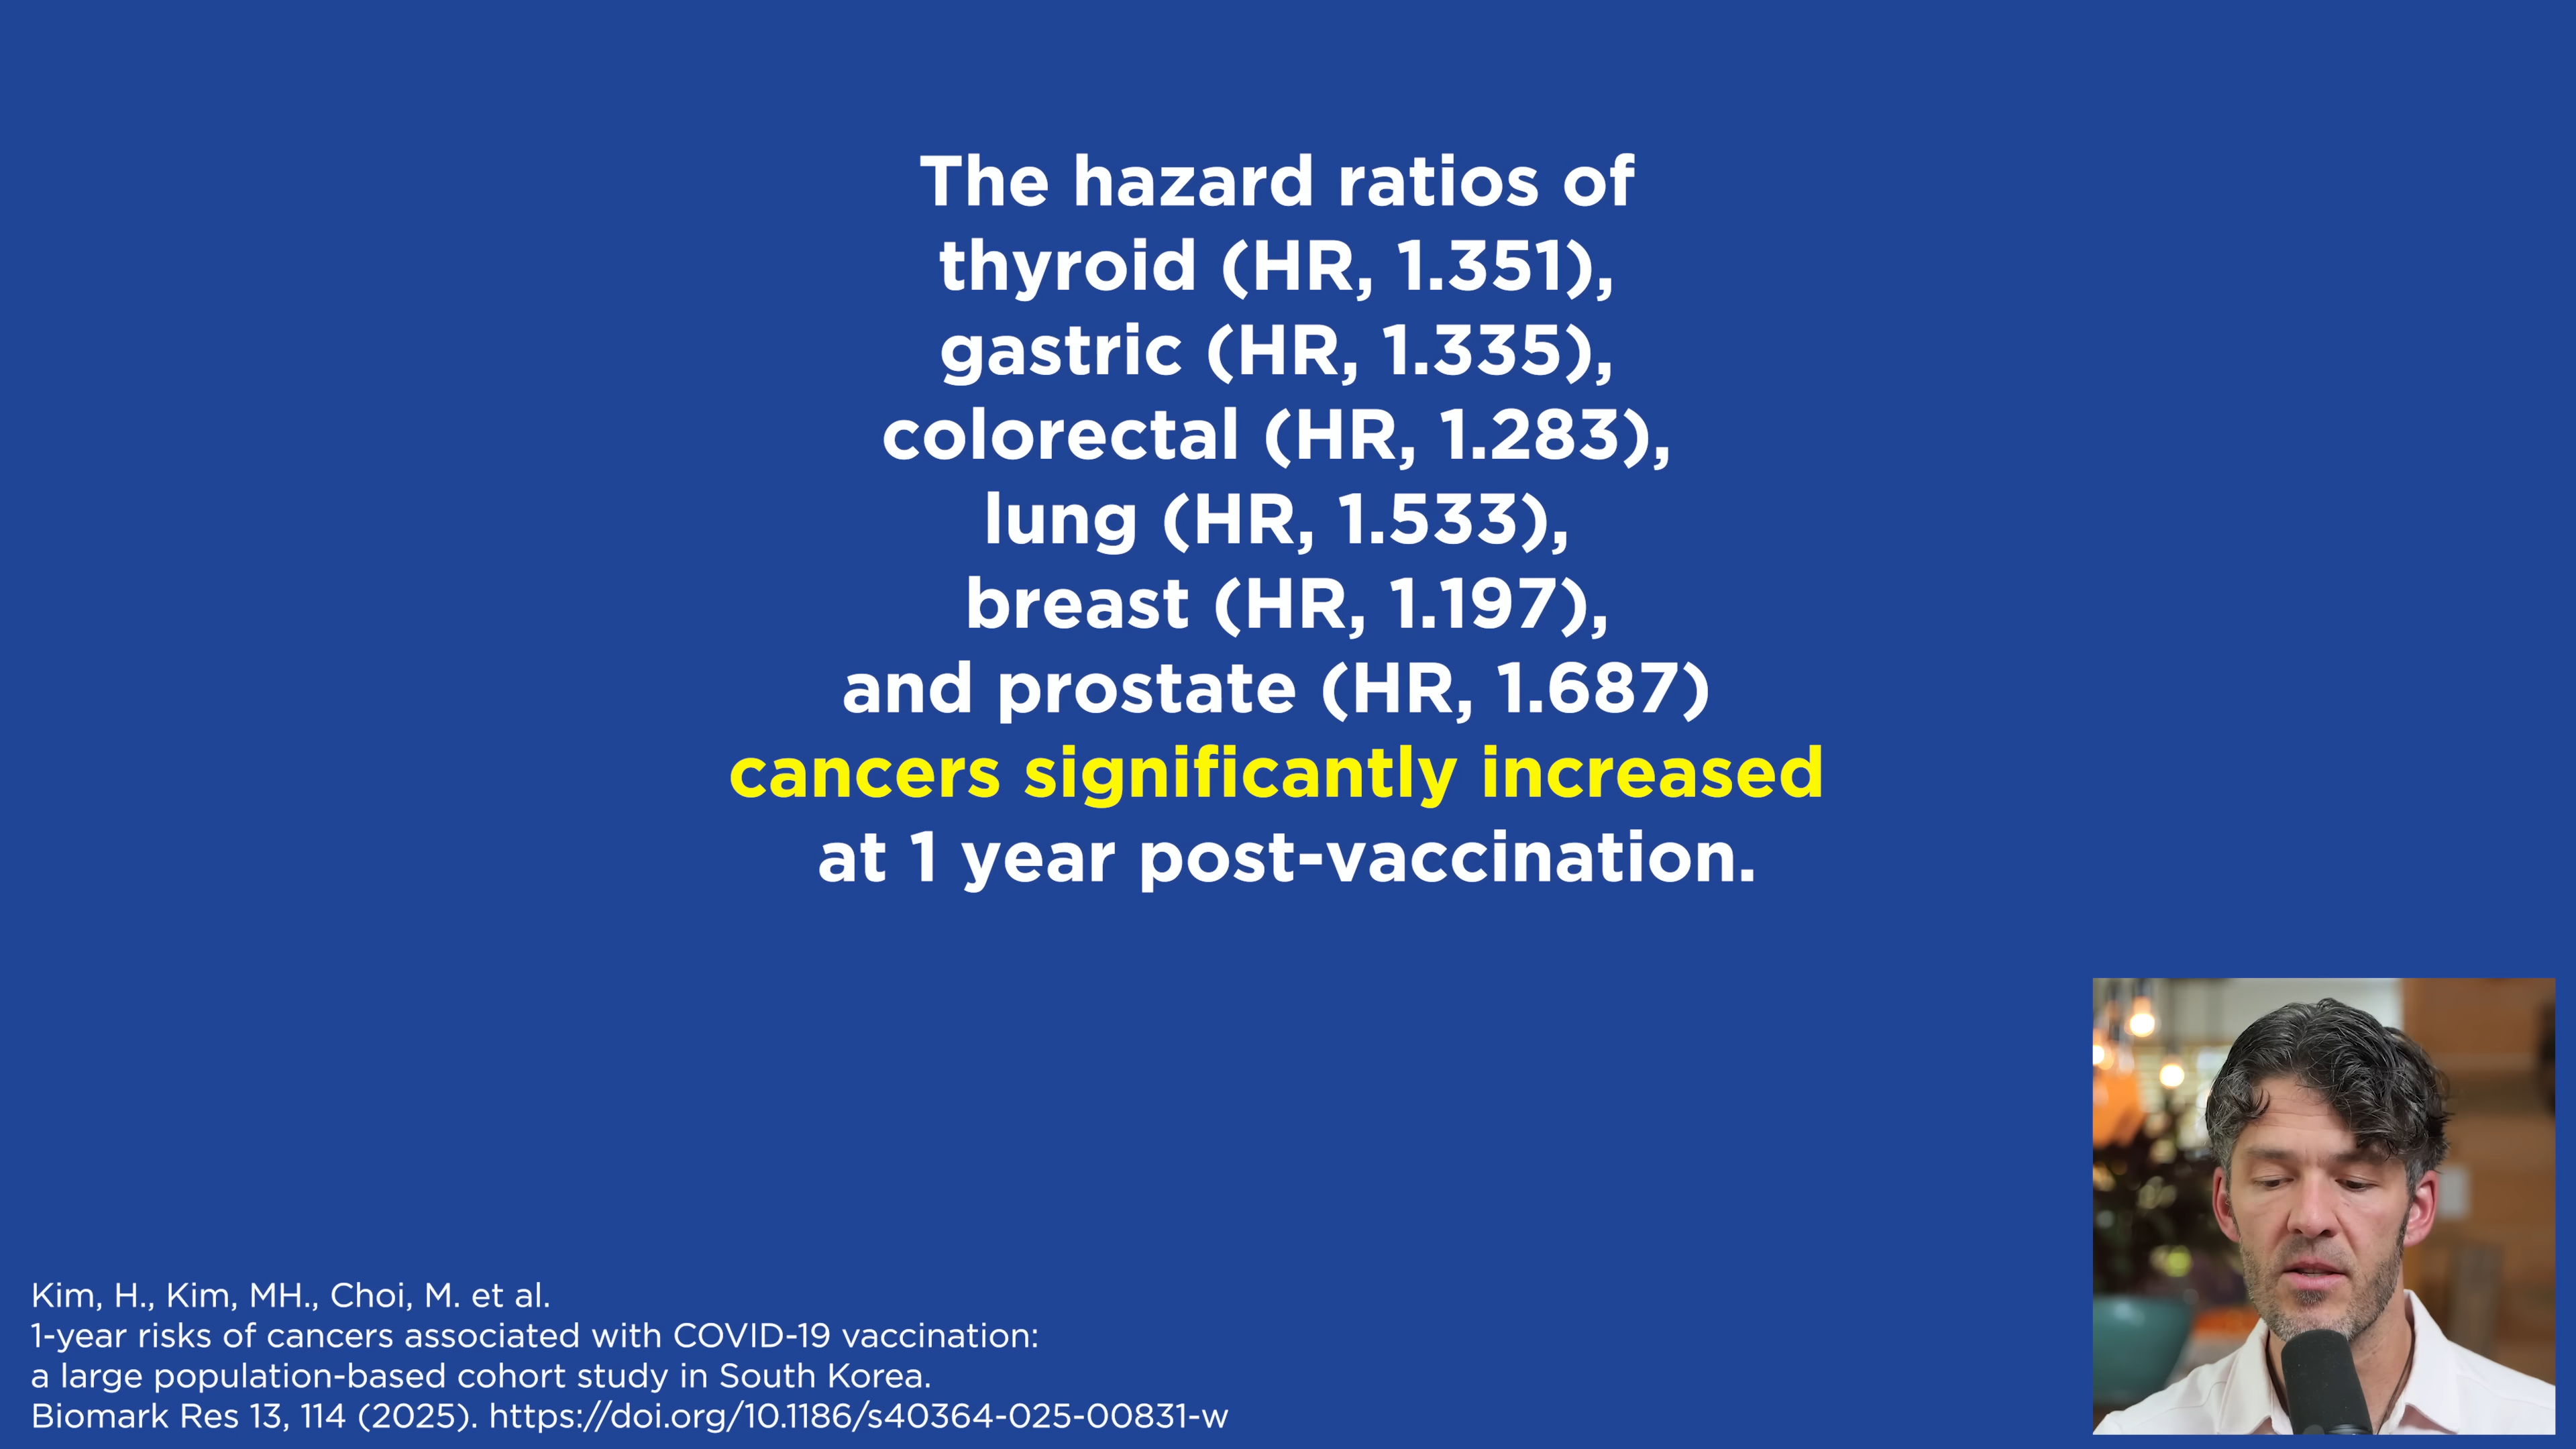 The hazard ratios of
thyroid (HR, 1.351),
gastric (HR, 1.335),
colorectal (HR, 1.283),
lung (HR, 1.533),
breast (HR, 1.197),
and prostate (HR, 1.687)
cancers significantly increased
at 1 year post-vaccination.
Kim, H., Kim, MH., Choi, M. et al.
1-year risks of cancers associated with COVID-19 vaccination:
a large population-based cohort study in South Korea.
Biomark Res 13, 114 (2025). https://doi.org/10.1186/s40364-025-00831-w